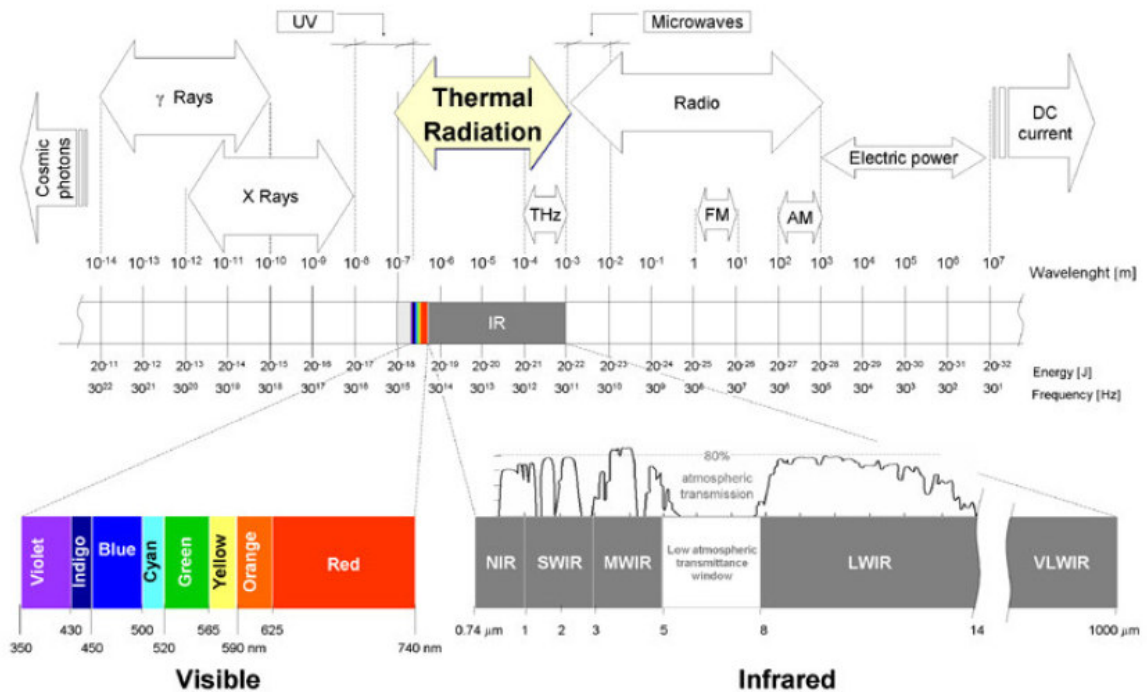 UV
Microwaves
γ Rays
Thermal
Radiation
Radio
DC
current
Cosmic
photons
X Rays
Electric power
THz
FM
AM
10⁻¹⁴ 10⁻¹³ 10⁻¹² 10⁻¹¹ 10⁻¹⁰ 10⁻⁹ 10⁻⁸ 10⁻⁷ 10⁻⁶ 10⁻⁵ 10⁻⁴ 10⁻³ 10⁻² 10⁻¹ 1 10¹ 10² 10³ 10⁴ 10⁵ 10⁶ 10⁷
Wavelenght [m]
IR
20⁻¹¹ 20⁻¹² 20⁻¹³ 20⁻¹⁴ 20⁻¹⁵ 20⁻¹⁶ 20⁻¹⁷ 20⁻¹⁸ 20⁻¹⁹ 20⁻²⁰ 20⁻²¹ 20⁻²² 20⁻²³ 20⁻²⁴ 20⁻²⁵ 20⁻²⁶ 20⁻²⁷ 20⁻²⁸ 20⁻²⁹ 20⁻³⁰ 20⁻³¹ 20⁻³²
Energy [J]
30²² 30²¹ 30²⁰ 30¹⁹ 30¹⁸ 30¹⁷ 30¹⁶ 30¹⁵ 30¹⁴ 30¹³ 30¹² 30¹¹ 30¹⁰ 30⁹ 30⁸ 30⁷ 30⁶ 30⁵ 30⁴ 30³ 30² 30¹
Frequency [Hz]
80%
atmospheric
transmission
Violet
Indigo
Blue
Cyan
Green
Yellow
Orange
Red
350 430 450 500 520 565 590 nm 625 740 nm
Visible
NIR
SWIR
MWIR
Low atmospheric
transmittance
window
LWIR
VLWIR
0.74 μm 1 2 3 5 8 14 1000 μm
Infrared